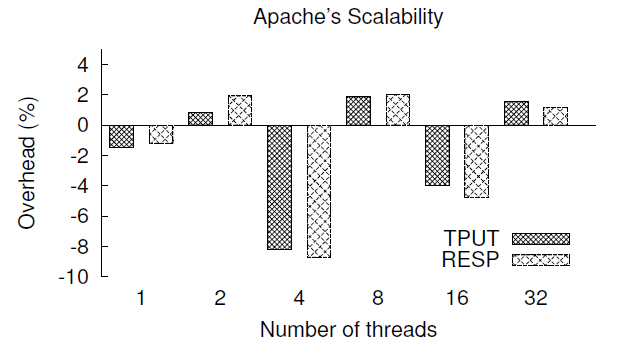 Apache's Scalability
Overhead (%)
4
2
0
-2
-4
-6
-8
-10
TPUT
RESP
1 2 4 8 16 32
Number of threads